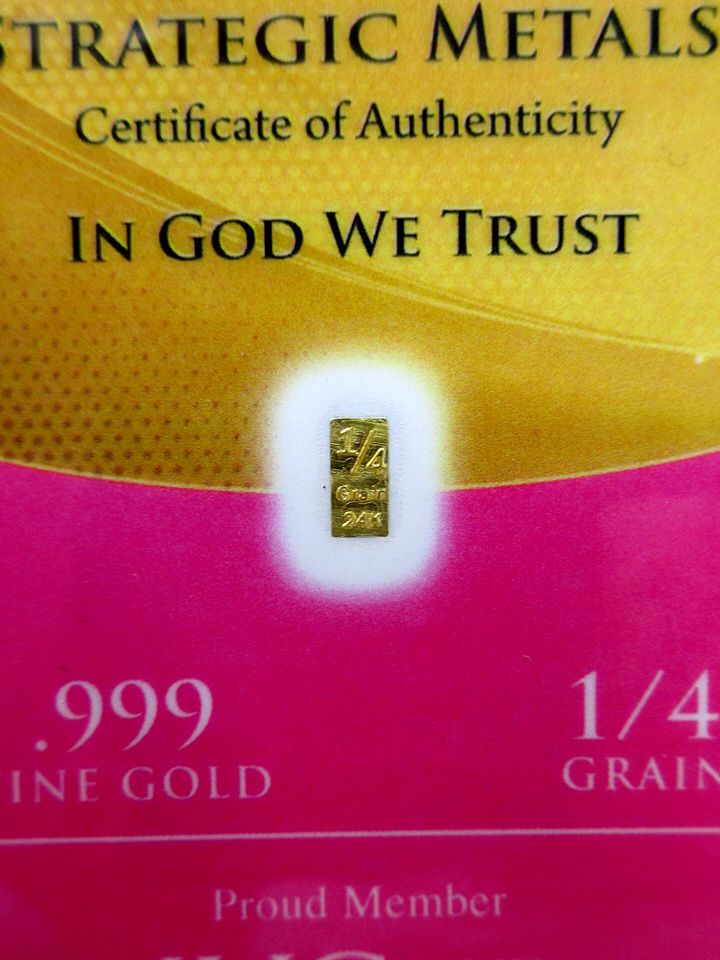 STRATEGIC METALS
Certificate of Authenticity
IN GOD WE TRUST
1/4
Grain
24K
.999
FINE GOLD
1/4
GRAIN
Proud Member